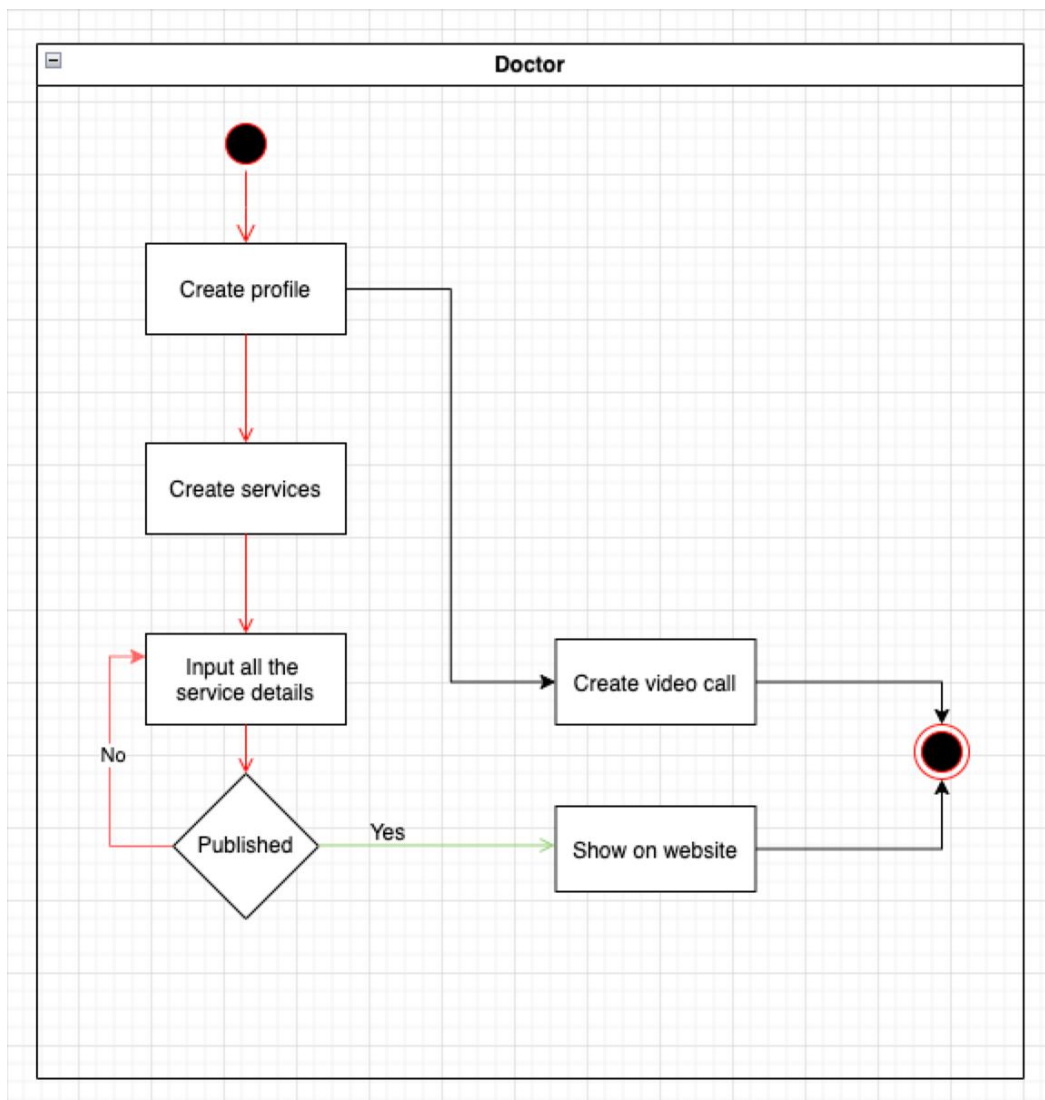 Doctor
Create profile
Create services
Input all the
service details
Create video call
No
Yes
Published
Show on website